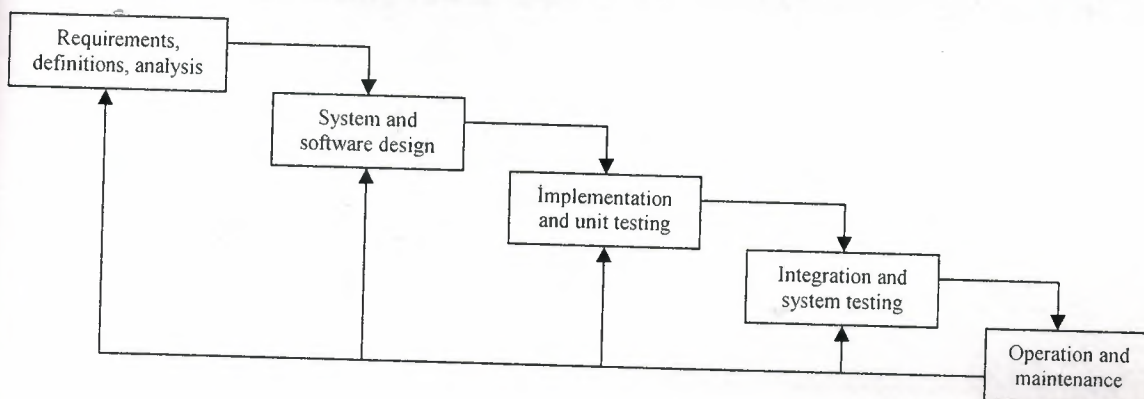 Requirements,
definitions, analysis
System and
software design
İmplementation
and unit testing
Integration and
system testing
Operation and
maintenance